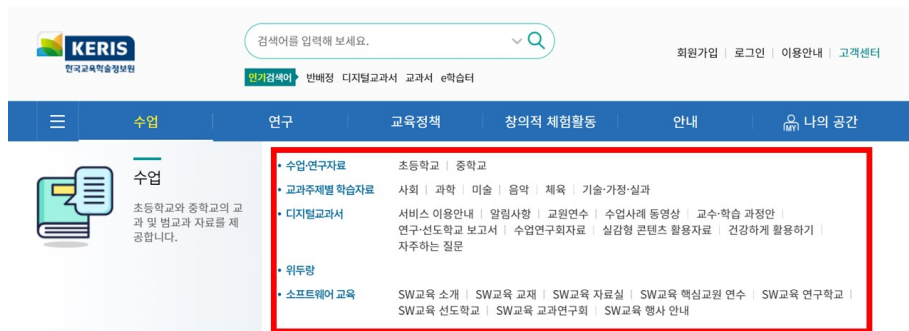 KERIS
한국교육학술정보원
검색어를 입력해 보세요.
인기검색어 반배정 디지털교과서 교과서 e학습터
회원가입 | 로그인 | 이용안내 | 고객센터
수업 연구 교육정책 창의적 체험활동 안내 MY 나의 공간
수업
초등학교와 중학교의 교
과 및 범교과 자료를 제
공합니다.
• 수업·연구자료 초등학교 | 중학교
• 교과주제별 학습자료 사회 | 과학 | 미술 | 음악 | 체육 | 기술·가정·실과
• 디지털교과서 서비스 이용안내 | 알림사항 | 교원연수 | 수업사례 동영상 | 교수·학습 과정안 |
연구·선도학교 보고서 | 수업연구회자료 | 실감형 콘텐츠 활용자료 | 건강하게 활용하기 |
자주하는 질문
• 위두랑
• 소프트웨어 교육 SW교육 소개 | SW교육 교재 | SW교육 자료실 | SW교육 핵심교원 연수 | SW교육 연구학교 |
SW교육 선도학교 | SW교육 교과연구회 | SW교육 행사 안내